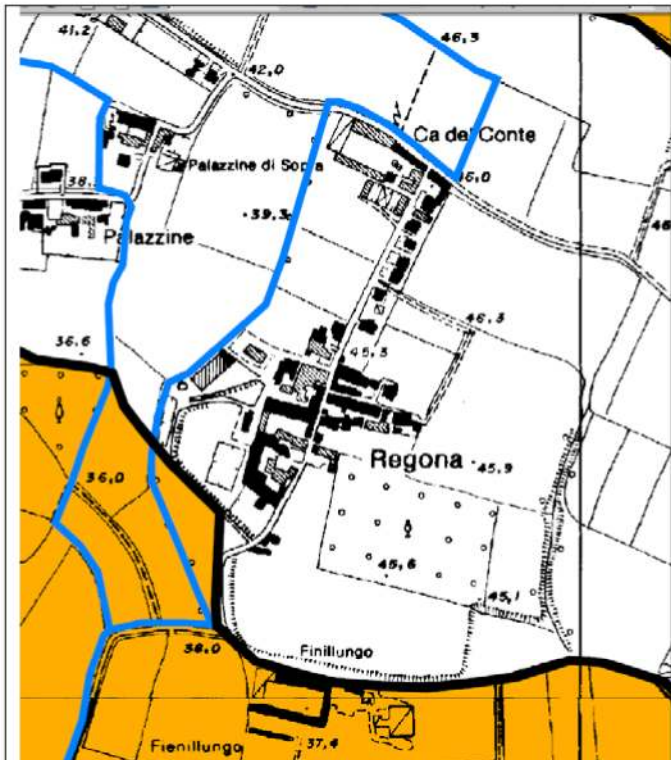 46,3
41,2
42,0
Ca del Conte
Palazzine di Sopra
38,
46,0
39,3
Palazzine
46
46,3
36,6
45,3
Regona
45,9
36,0
45,6
45,1
38,0
Finillungo
Fienillungo
37,4